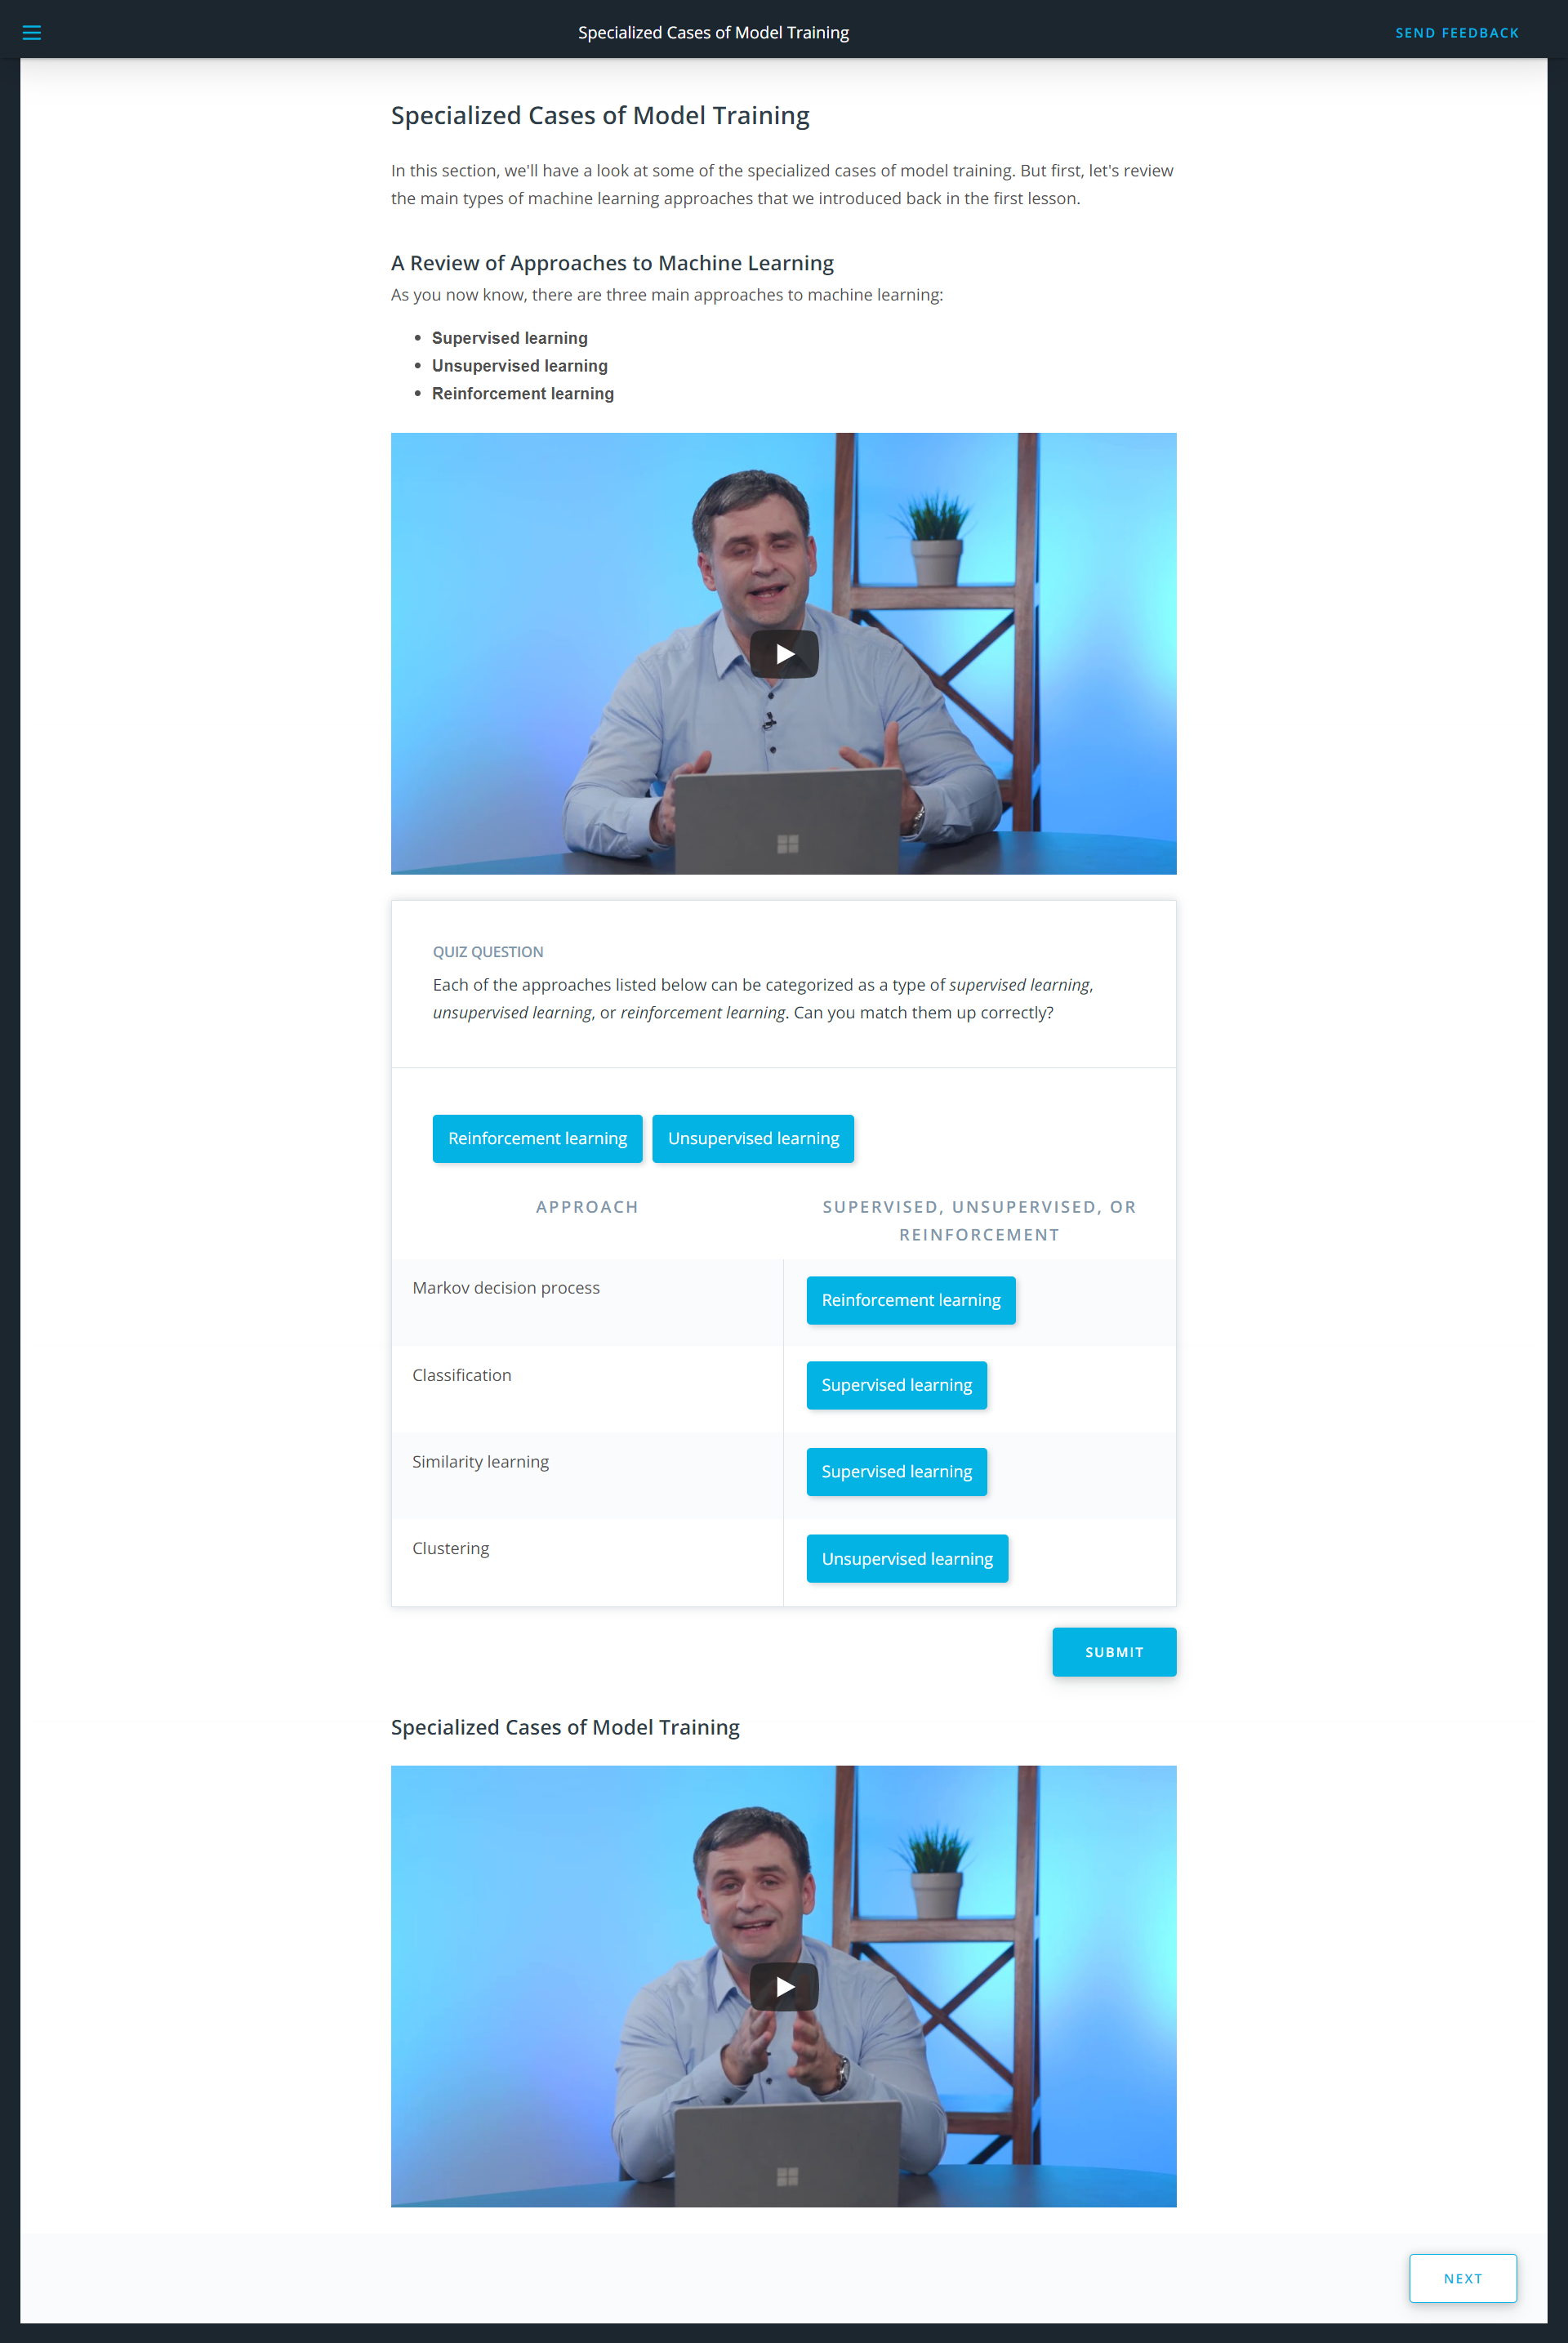 Specialized Cases of Model Training
SEND FEEDBACK
Specialized Cases of Model Training
In this section, we'll have a look at some of the specialized cases of model training. But first, let's review
the main types of machine learning approaches that we introduced back in the first lesson.
A Review of Approaches to Machine Learning
As you now know, there are three main approaches to machine learning:
Supervised learning
Unsupervised learning
Reinforcement learning
QUIZ QUESTION
Each of the approaches listed below can be categorized as a type of supervised learning,
unsupervised learning, or reinforcement learning. Can you match them up correctly?
Reinforcement learning
Unsupervised learning
APPROACH
SUPERVISED, UNSUPERVISED, OR
REINFORCEMENT
Markov decision process
Reinforcement learning
Classification
Supervised learning
Similarity learning
Supervised learning
Clustering
Unsupervised learning
SUBMIT
Specialized Cases of Model Training
NEXT